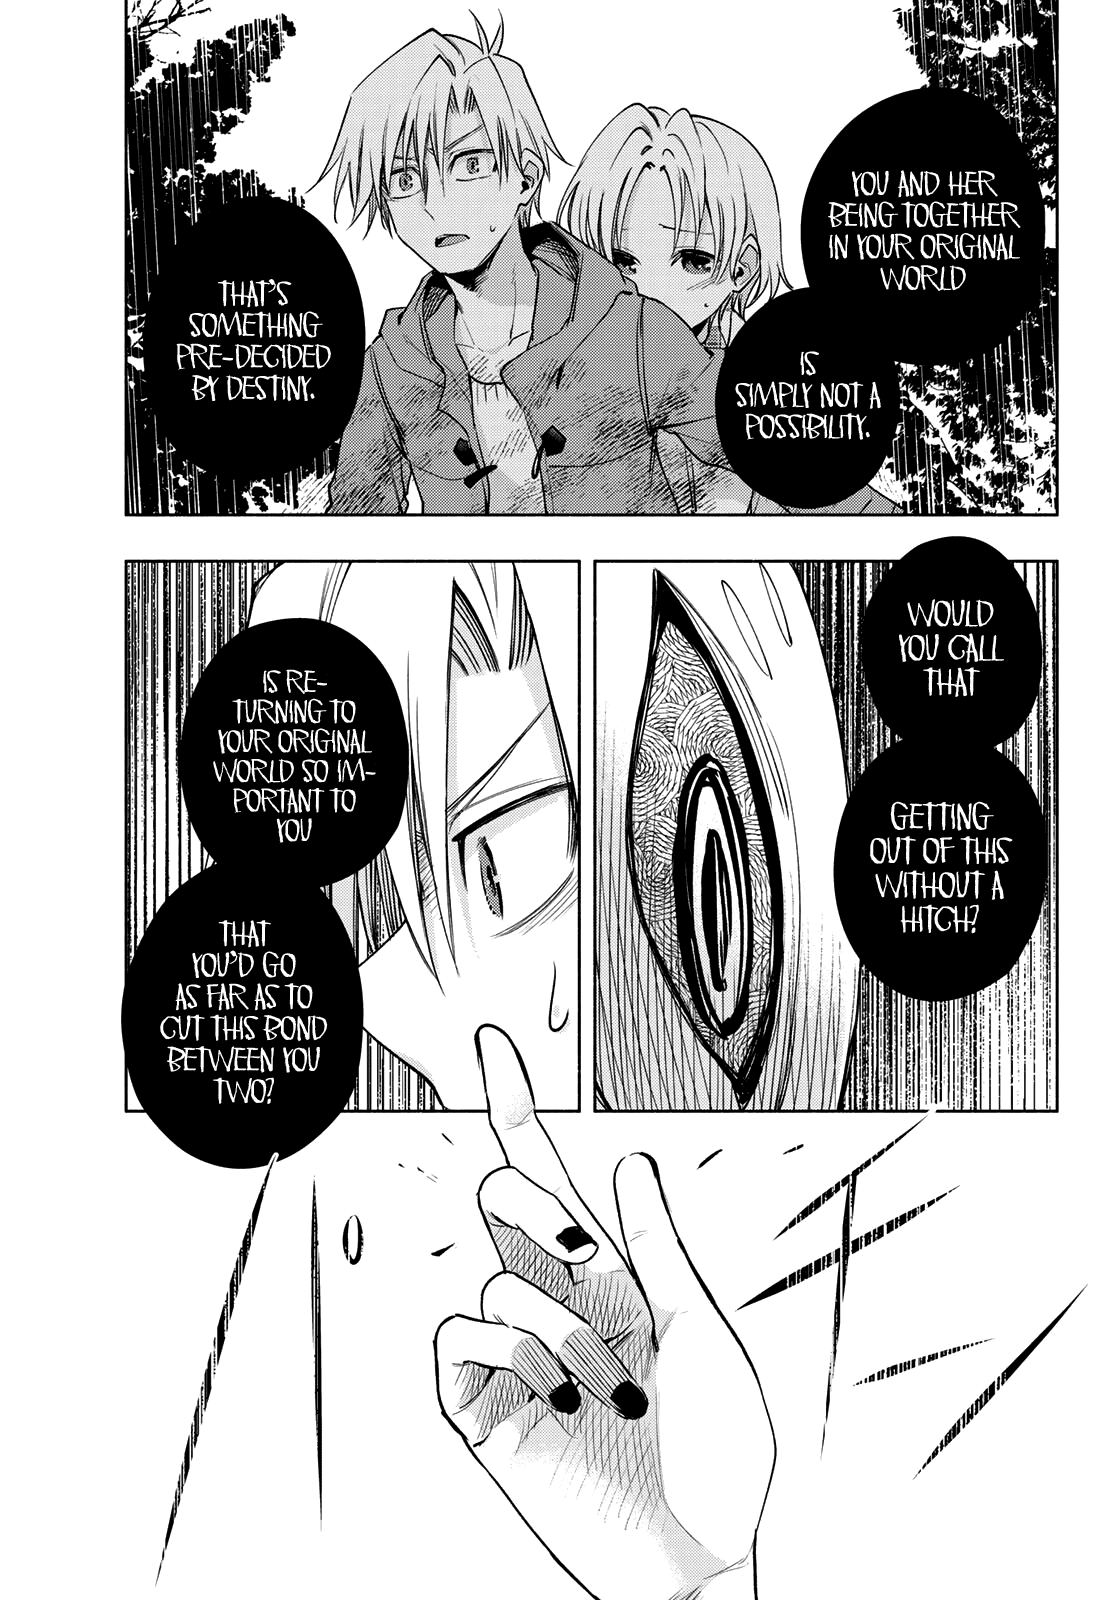 YOU AND HER
BEING TOGETHER
IN YOUR ORIGINAL
WORLD
IS
SIMPLY NOT A
POSSIBILITY.
THAT'S
SOMETHING
PRE-DECIDED
BY DESTINY.
WOULD
YOU CALL
THAT
GETTING
OUT OF THIS
WITHOUT A
HITCH?
IS RE-
TURNING TO
YOUR ORIGINAL
WORLD SO IM-
PORTANT TO
YOU
THAT
YOU'D GO
AS FAR AS TO
CUT THIS BOND
BETWEEN YOU
TWO?